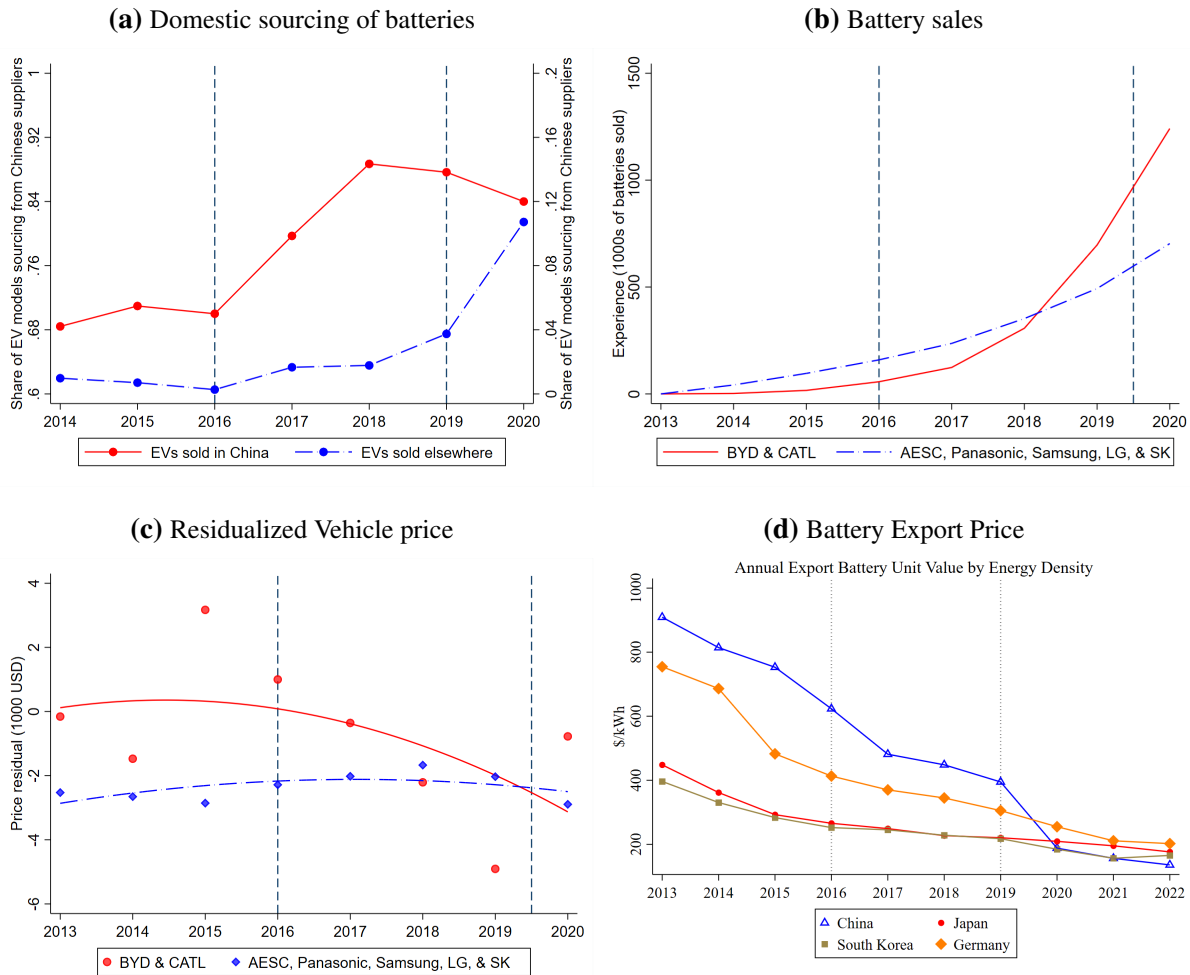 (a) Domestic sourcing of batteries
Share of EV models sourcing from Chinese suppliers
.6 .68 .76 .84 .92 1
0 .04 .08 .12 .16 .2
Share of EV models sourcing from Chinese suppliers
2014 2015 2016 2017 2018 2019 2020
EVs sold in China EVs sold elsewhere
(b) Battery sales
Experience (1000s of batteries sold)
0 500 1000 1500
2013 2014 2015 2016 2017 2018 2019 2020
BYD & CATL AESC, Panasonic, Samsung, LG, & SK
(c) Residualized Vehicle price
Price residual (1000 USD)
-6 -4 -2 0 2 4
2013 2014 2015 2016 2017 2018 2019 2020
BYD & CATL AESC, Panasonic, Samsung, LG, & SK
(d) Battery Export Price
Annual Export Battery Unit Value by Energy Density
$/kWh
200 400 600 800 1000
2013 2014 2015 2016 2017 2018 2019 2020 2021 2022
China Japan
South Korea Germany